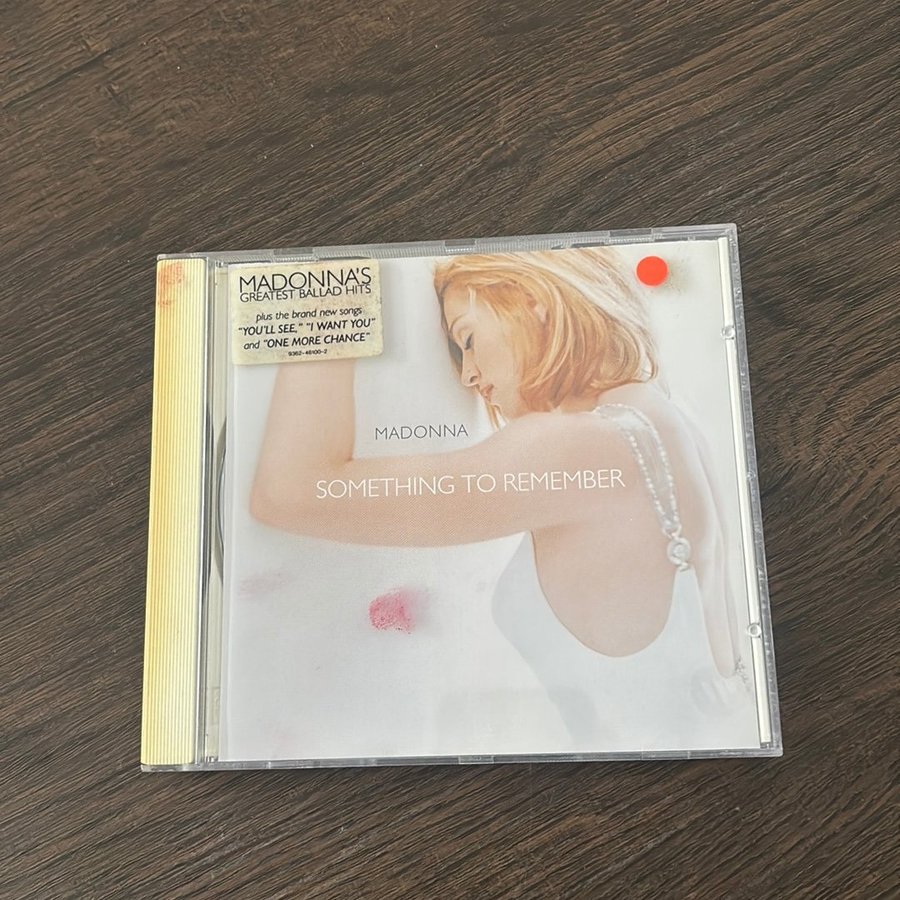 MADONNA'S
GREATEST BALLAD HITS
plus the brand new songs
"YOU'LL SEE," "I WANT YOU"
and "ONE MORE CHANCE"
9362-46100-2
MADONNA
SOMETHING TO REMEMBER